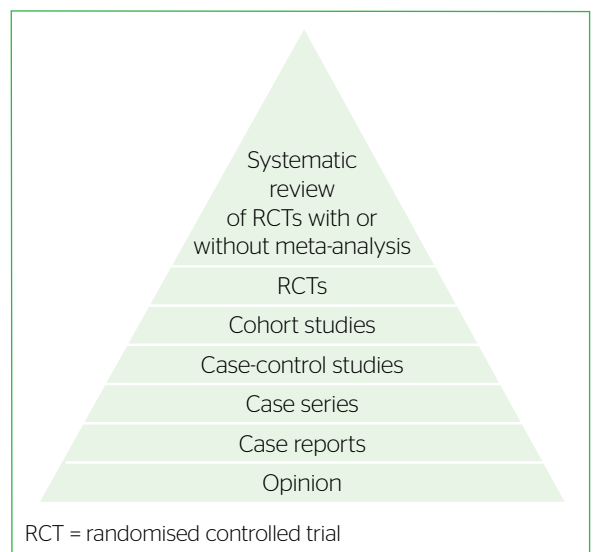 Systematic
review
of RCTs with or
without meta-analysis
RCTs
Cohort studies
Case-control studies
Case series
Case reports
Opinion
RCT = randomised controlled trial